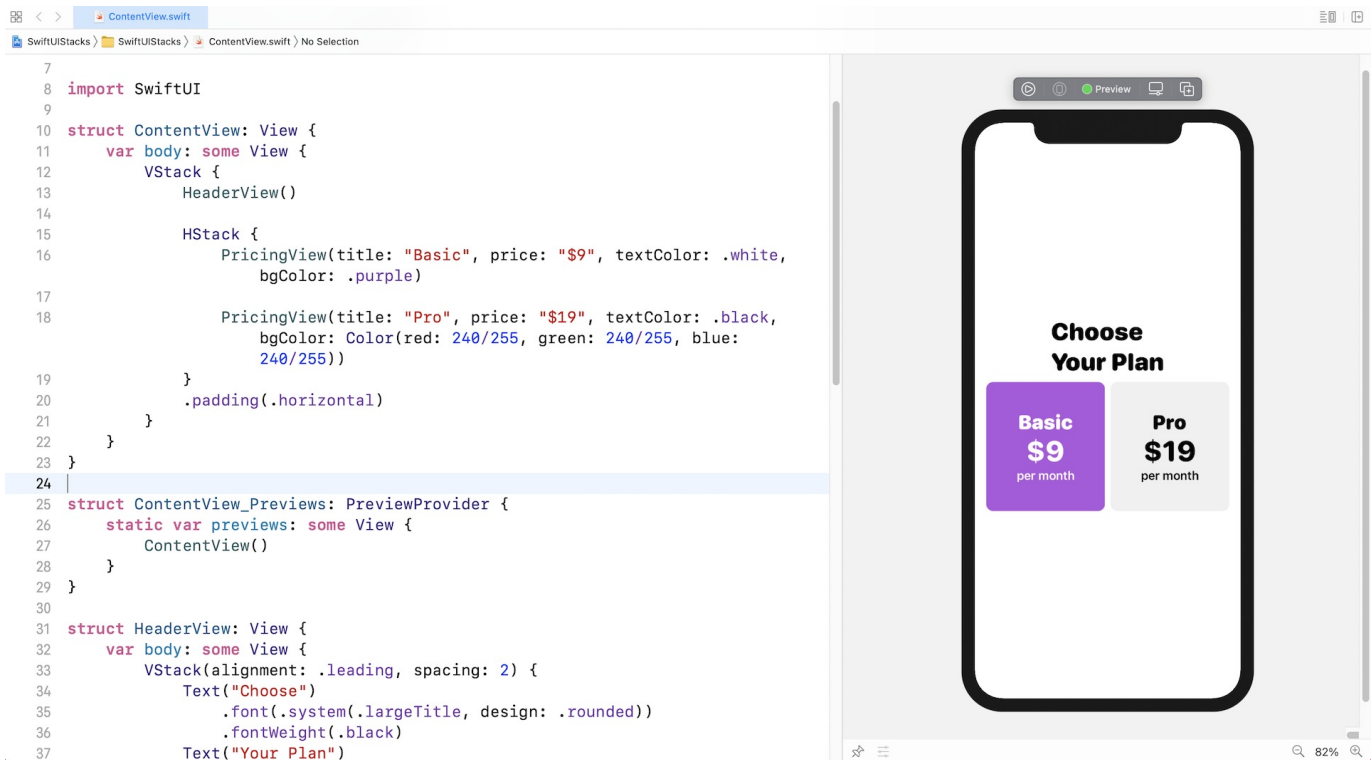 ContentView.swift
SwiftUIStacks 〉 SwiftUIStacks 〉 ContentView.swift 〉 No Selection
7
8 import SwiftUI
9
10 struct ContentView: View {
11 var body: some View {
12 VStack {
13 HeaderView()
14
15 HStack {
16 PricingView(title: "Basic", price: "$9", textColor: .white,
bgColor: .purple)
17
18 PricingView(title: "Pro", price: "$19", textColor: .black,
bgColor: Color(red: 240/255, green: 240/255, blue:
240/255))
19 }
20 .padding(.horizontal)
21 }
22 }
23 }
24
25 struct ContentView_Previews: PreviewProvider {
26 static var previews: some View {
27 ContentView()
28 }
29 }
30
31 struct HeaderView: View {
32 var body: some View {
33 VStack(alignment: .leading, spacing: 2) {
34 Text("Choose")
35 .font(.system(.largeTitle, design: .rounded))
36 .fontWeight(.black)
37 Text("Your Plan")
Preview
Choose
Your Plan
Basic
$9
per month
Pro
$19
per month
82%